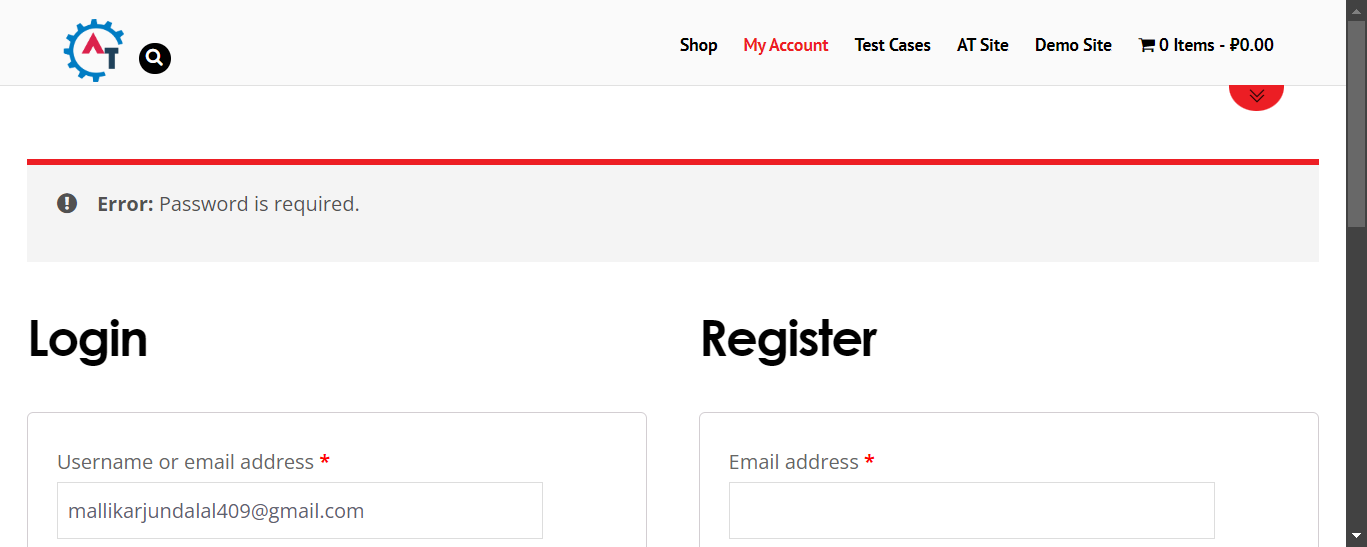 AT
Shop My Account Test Cases AT Site Demo Site 0 Items - ₽0.00
Error: Password is required.
Login
Register
Username or email address *
mallikarjundalal409@gmail.com
Email address *